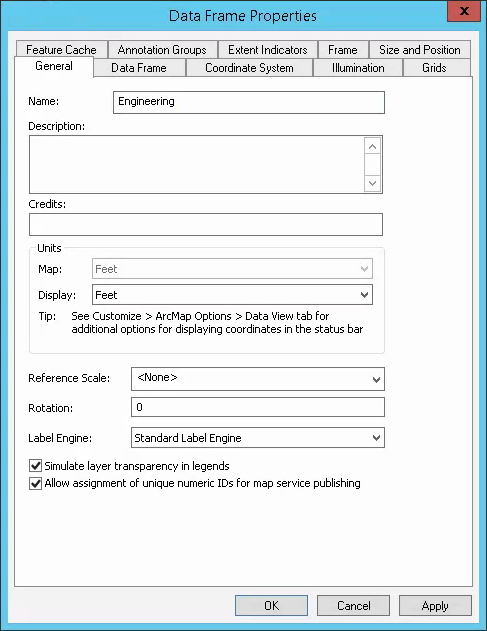 Data Frame Properties
x
Feature Cache Annotation Groups Extent Indicators Frame Size and Position
General Data Frame Coordinate System Illumination Grids
Name: Engineering
Description:
Credits:
Units
Map: Feet
Display: Feet
Tip: See Customize > ArcMap Options > Data View tab for
additional options for displaying coordinates in the status bar
Reference Scale: <None>
Rotation: 0
Label Engine: Standard Label Engine
Simulate layer transparency in legends
Allow assignment of unique numeric IDs for map service publishing
OK Cancel Apply